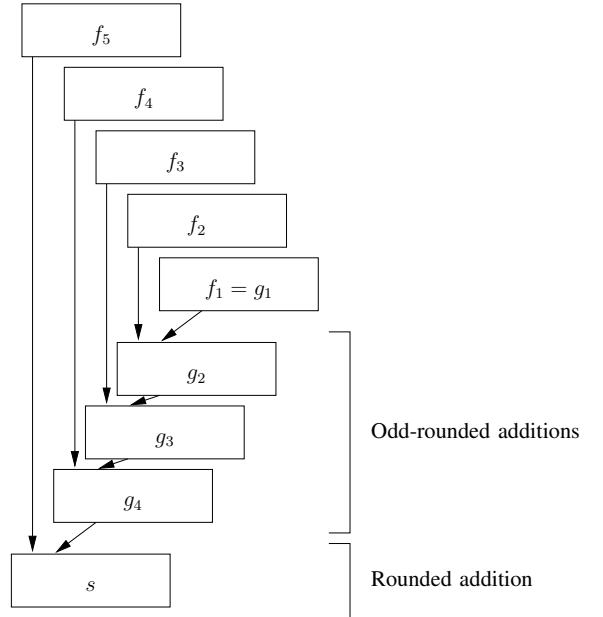 f₅
f₄
f₃
f₂
f₁ = g₁
g₂
g₃
Odd-rounded additions
g₄
s
Rounded addition